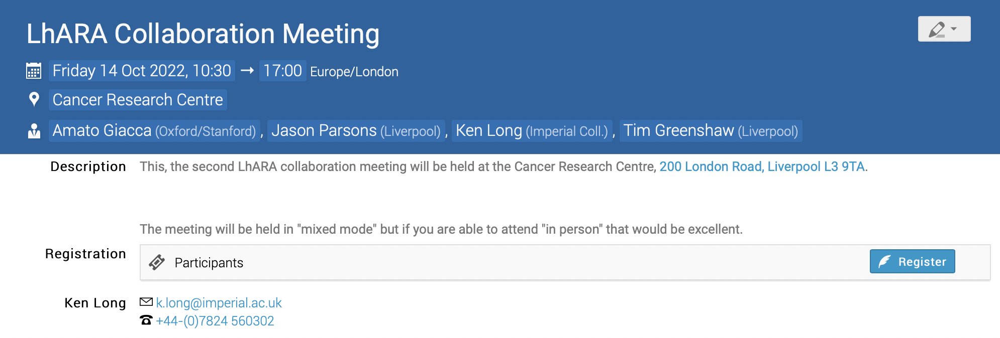 LhARA Collaboration Meeting
Friday 14 Oct 2022, 10:30 → 17:00 Europe/London
Cancer Research Centre
Amato Giacca (Oxford/Stanford) , Jason Parsons (Liverpool) , Ken Long (Imperial Coll.) , Tim Greenshaw (Liverpool)
Description This, the second LhARA collaboration meeting will be held at the Cancer Research Centre, 200 London Road, Liverpool L3 9TA.
The meeting will be held in "mixed mode" but if you are able to attend "in person" that would be excellent.
Registration Participants Register
Ken Long k.long@imperial.ac.uk
+44-(0)7824 560302